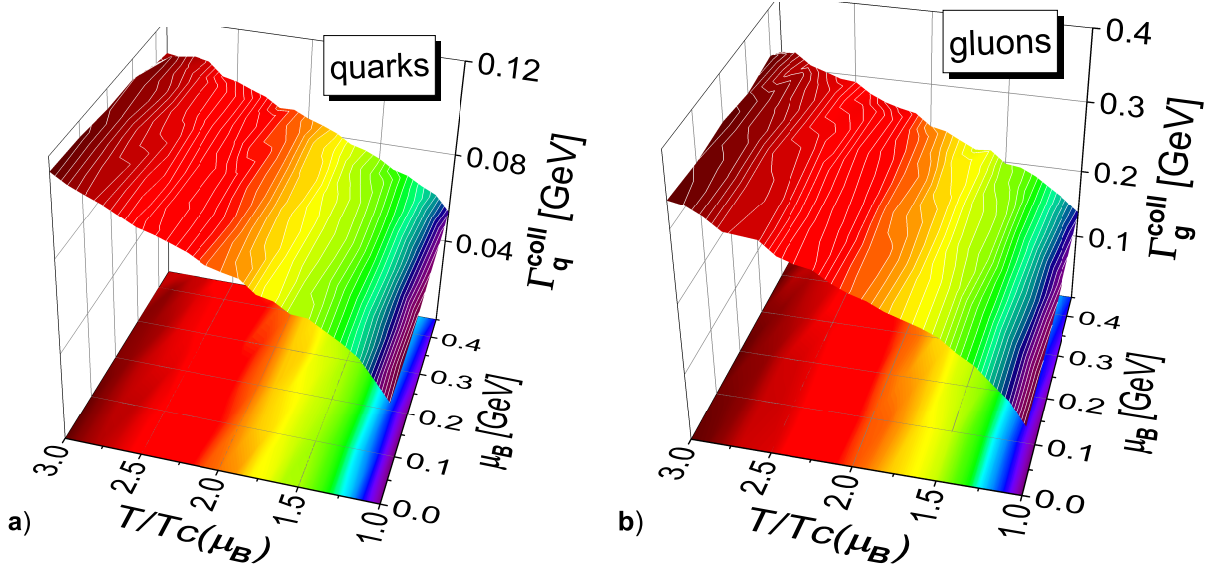 quarks
0.12
0.08
0.04
Γ_q^coll [GeV]
0.4
0.3
0.2
0.1
0.0
μ_B [GeV]
3.0
2.5
2.0
1.5
1.0
T/Tc(μ_B)
a)
gluons
0.4
0.3
0.2
0.1
Γ_g^coll [GeV]
0.4
0.3
0.2
0.1
0.0
μ_B [GeV]
3.0
2.5
2.0
1.5
1.0
T/Tc(μ_B)
b)